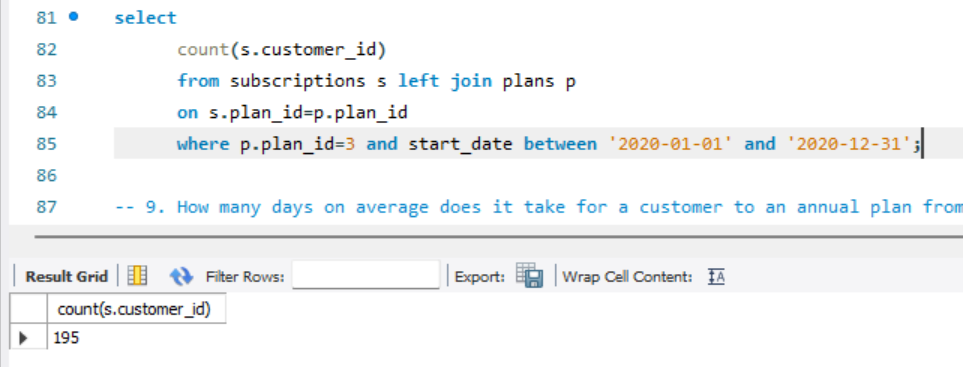 81 select
82 count(s.customer_id)
83 from subscriptions s left join plans p
84 on s.plan_id=p.plan_id
85 where p.plan_id=3 and start_date between '2020-01-01' and '2020-12-31';
86
87 -- 9. How many days on average does it take for a customer to an annual plan from
Result Grid Filter Rows: Export: Wrap Cell Content: IA
count(s.customer_id)
195